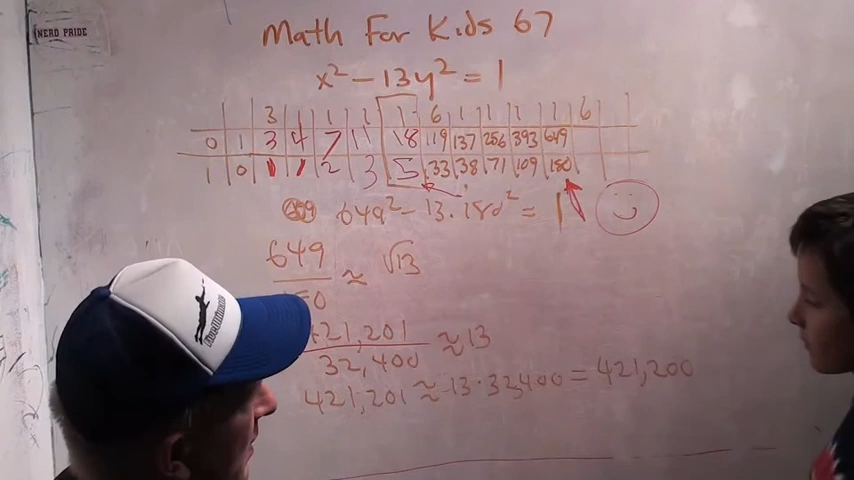 NERD PRIDE
Math For Kids 67
x² - 13y² = 1
3 1 1 1 1 6 1 1 1 1 6
0 1 3 4 7 11 18 119 137 256 393 649
1 0 1 1 2 3 5 33 38 71 109 180
649² - 13·180² = 1
649
≈ √13
421,201
≈ 13
32,400
421,201 ≈ 13·32400 = 421,200